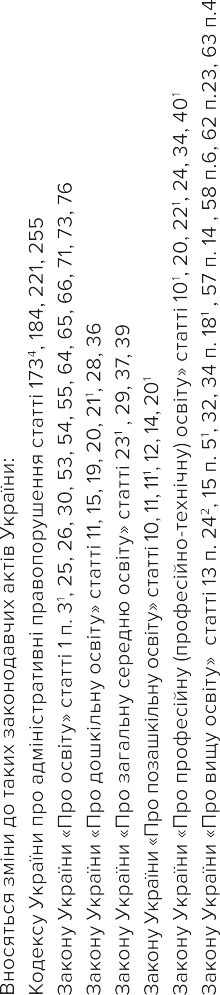 Вносяться зміни до таких законодавчих актів України:
Кодексу України про адміністративні правопорушення статті 173⁴, 184, 221, 255
Закону України «Про освіту» статті 1 п. 3¹, 25, 26, 30, 53, 54, 55, 64, 65, 66, 71, 73, 76
Закону України «Про дошкільну освіту» статті 11, 15, 19, 20, 21¹, 28, 36
Закону України «Про загальну середню освіту» статті 23¹ , 29, 37, 39
Закону України «Про позашкільну освіту» статті 10, 11, 11¹, 12, 14, 20¹
Закону України «Про професійну (професійно-технічну) освіту» статті 10¹, 20, 22¹, 24, 34, 40¹
Закону України «Про вищу освіту» статті 13 п. 24², 15 п. 5¹, 32, 34 п. 18¹, 57 п. 14 , 58 п.6, 62 п.23, 63 п.4